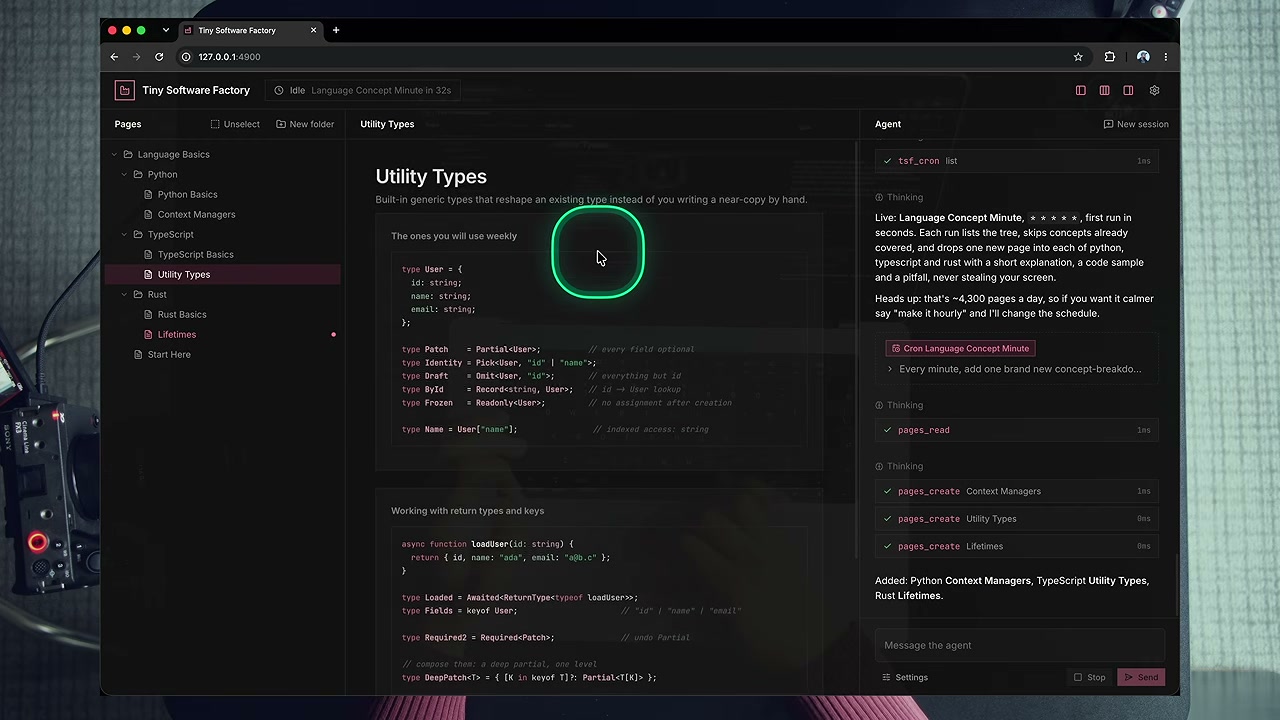 Tiny Software Factory
127.0.0.1:4900
Tiny Software Factory
Idle Language Concept Minute in 32s
Pages
Unselect
New folder
Language Basics
Python
Python Basics
Context Managers
TypeScript
TypeScript Basics
Utility Types
Rust
Rust Basics
Lifetimes
Start Here
Utility Types
Utility Types
Built-in generic types that reshape an existing type instead of you writing a near-copy by hand.
The ones you will use weekly
type User = {
id: string;
name: string;
email: string;
};
type Patch = Partial<User>; // every field optional
type Identity = Pick<User, "id" | "name">;
type Draft = Omit<User, "id">; // everything but id
type ById = Record<string, User>; // id -> User lookup
type Frozen = Readonly<User>; // no assignment after creation
type Name = User["name"]; // indexed access: string
Working with return types and keys
async function loadUser(id: string) {
return { id, name: "ada", email: "a@b.c" };
}
type Loaded = Awaited<ReturnType<typeof loadUser>>;
type Fields = keyof User; // "id" | "name" | "email"
type Required2 = Required<Patch>; // undo Partial
// compose them: a deep partial, one level
type DeepPatch<T> = { [K in keyof T]?: Partial<T[K]> };
Agent
New session
tsf_cron list 1ms
Thinking
Live: Language Concept Minute, * * * * *, first run in
seconds. Each run lists the tree, skips concepts already
covered, and drops one new page into each of python,
typescript and rust with a short explanation, a code sample
and a pitfall, never stealing your screen.
Heads up: that's ~4,300 pages a day, so if you want it calmer
say "make it hourly" and I'll change the schedule.
Cron Language Concept Minute
Every minute, add one brand new concept-breakdo...
Thinking
pages_read 1ms
Thinking
pages_create Context Managers 1ms
pages_create Utility Types 0ms
pages_create Lifetimes 0ms
Added: Python Context Managers, TypeScript Utility Types,
Rust Lifetimes.
Message the agent
Settings
Stop
Send
SONY
FX3
Cinema Line